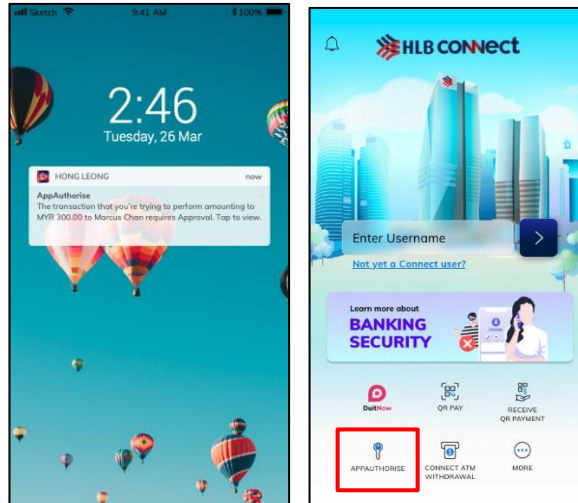 Sketch 9:41 AM 100%
2:46
Tuesday, 26 Mar
HONG LEONG now
AppAuthorise
The transaction that you're trying to perform amounting to
MYR 300.00 to Marcus Chan requires Approval. Tap to view.
HLB CONNECT
Enter Username
Not yet a Connect user?
Learn more about
BANKING
SECURITY
DuitNow
QR PAY
RECEIVE
QR PAYMENT
APPAUTHORISE
CONNECT ATM
WITHDRAWAL
MORE